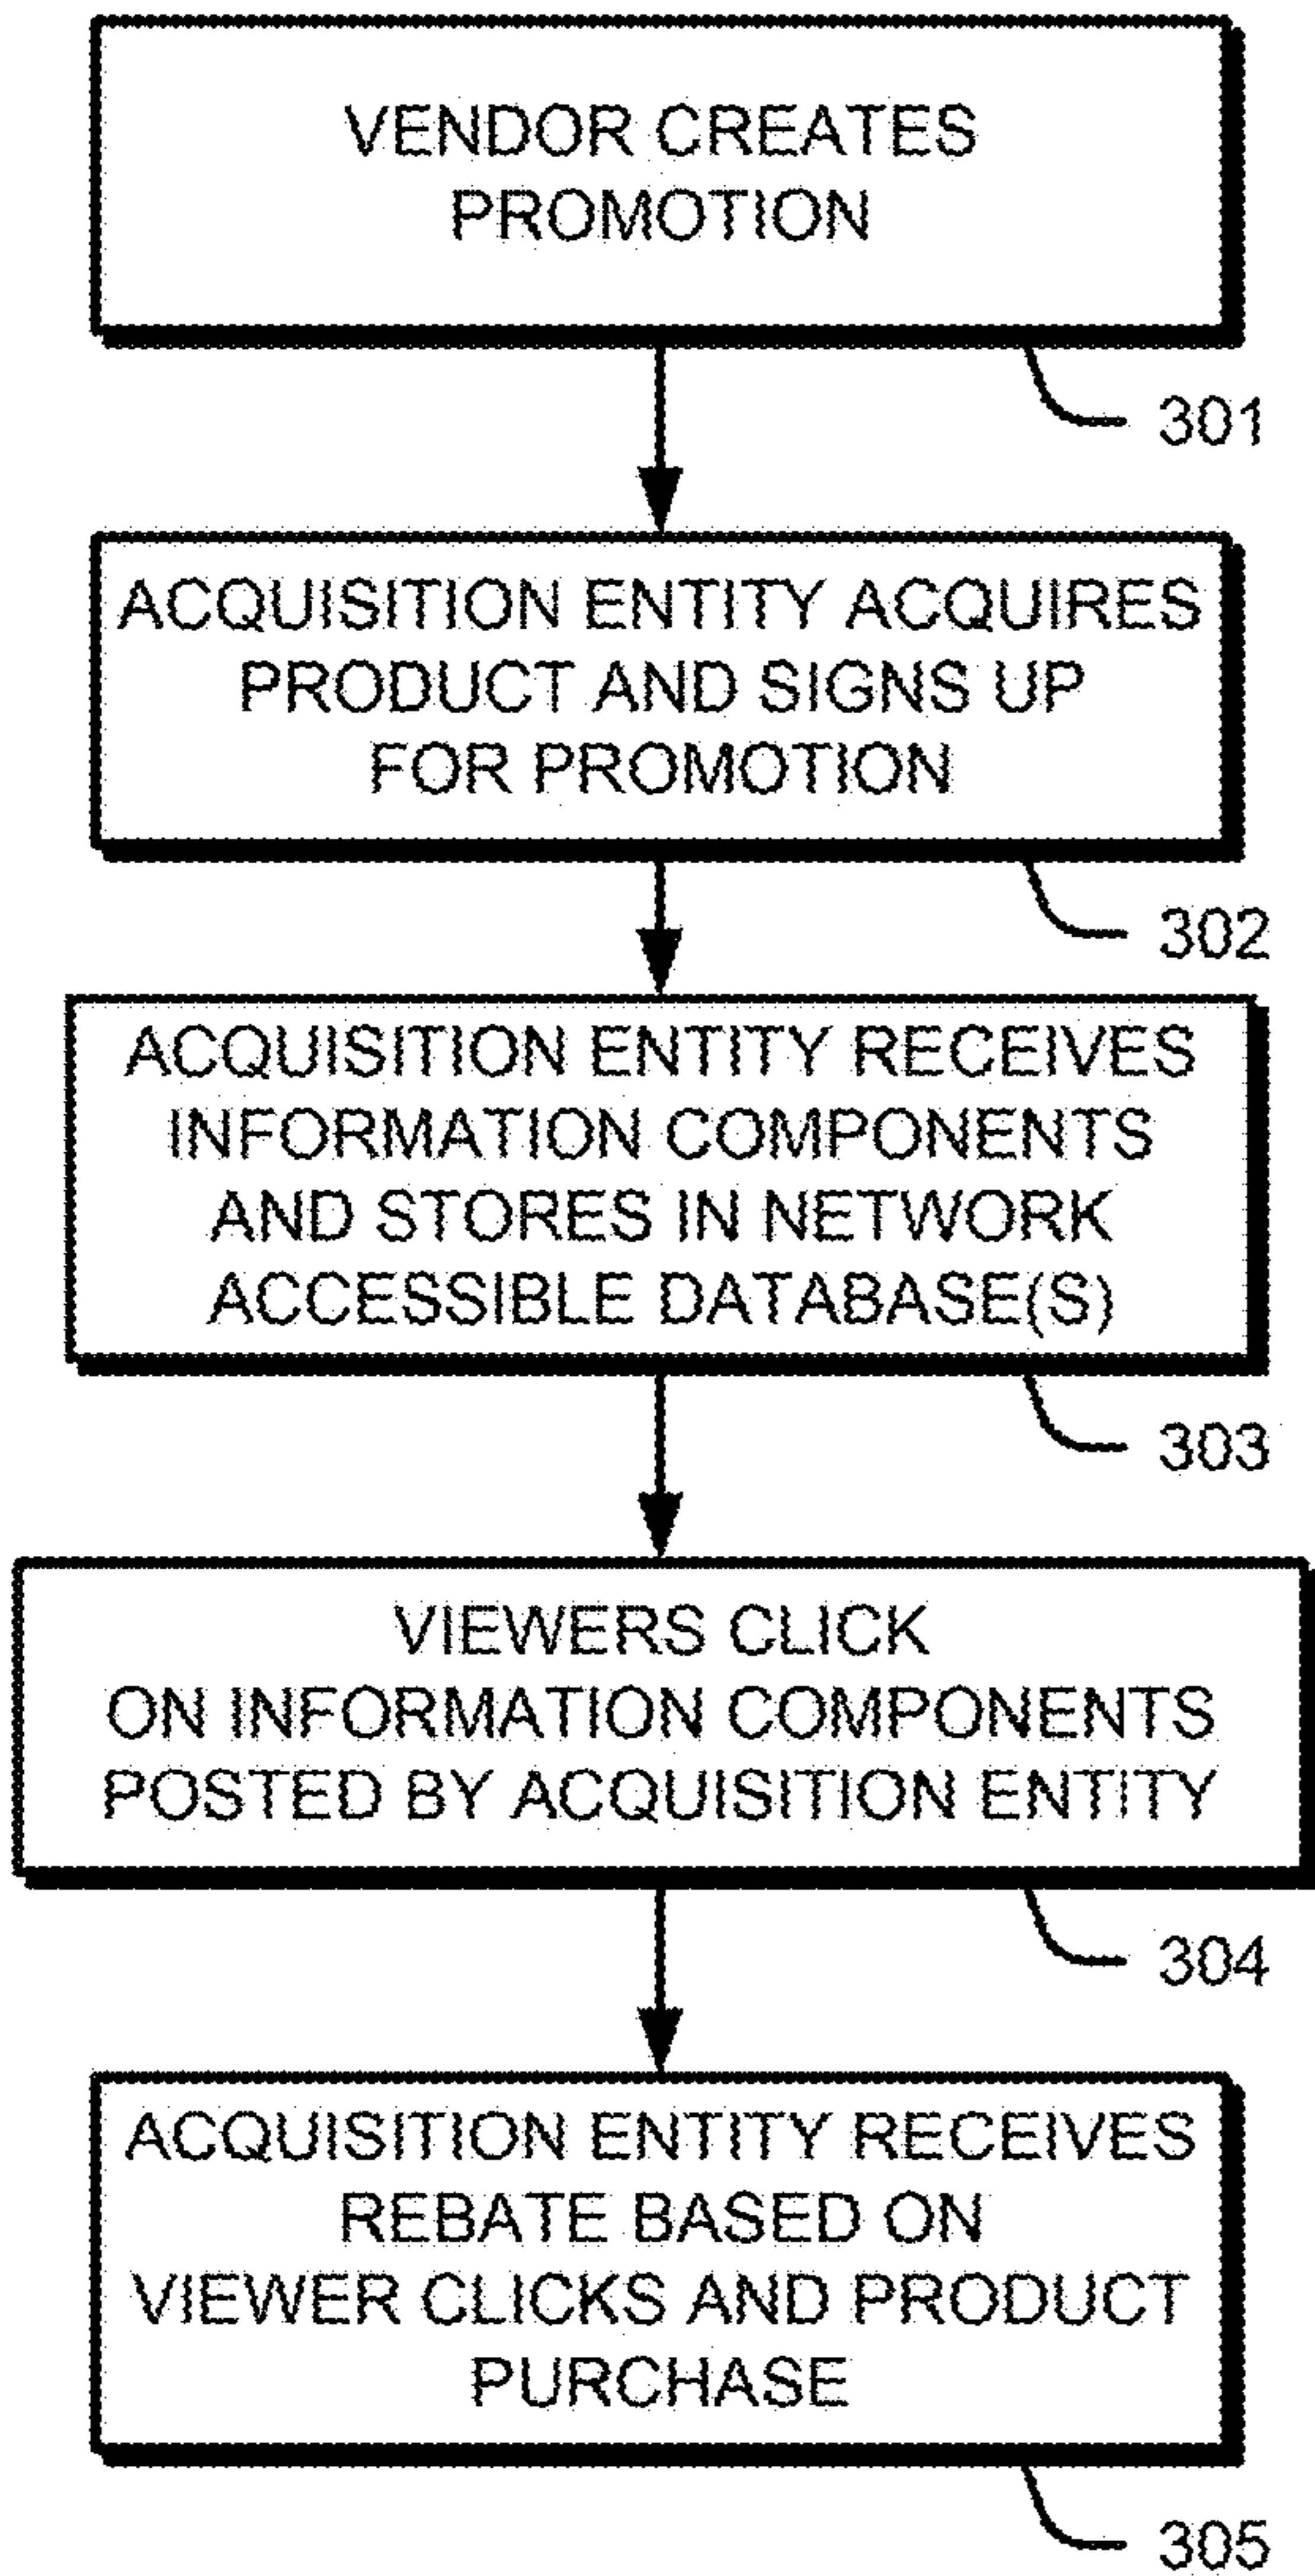 VENDOR CREATES
PROMOTION
301
ACQUISITION ENTITY ACQUIRES
PRODUCT AND SIGNS UP
FOR PROMOTION
302
ACQUISITION ENTITY RECEIVES
INFORMATION COMPONENTS
AND STORES IN NETWORK
ACCESSIBLE DATABASE(S)
303
VIEWERS CLICK
ON INFORMATION COMPONENTS
POSTED BY ACQUISITION ENTITY
304
ACQUISITION ENTITY RECEIVES
REBATE BASED ON
VIEWER CLICKS AND PRODUCT
PURCHASE
305